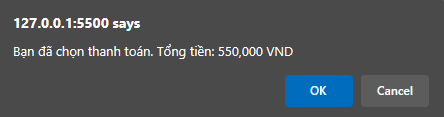 127.0.0.1:5500 says
Bạn đã chọn thanh toán. Tổng tiền: 550,000 VND
OK
Cancel